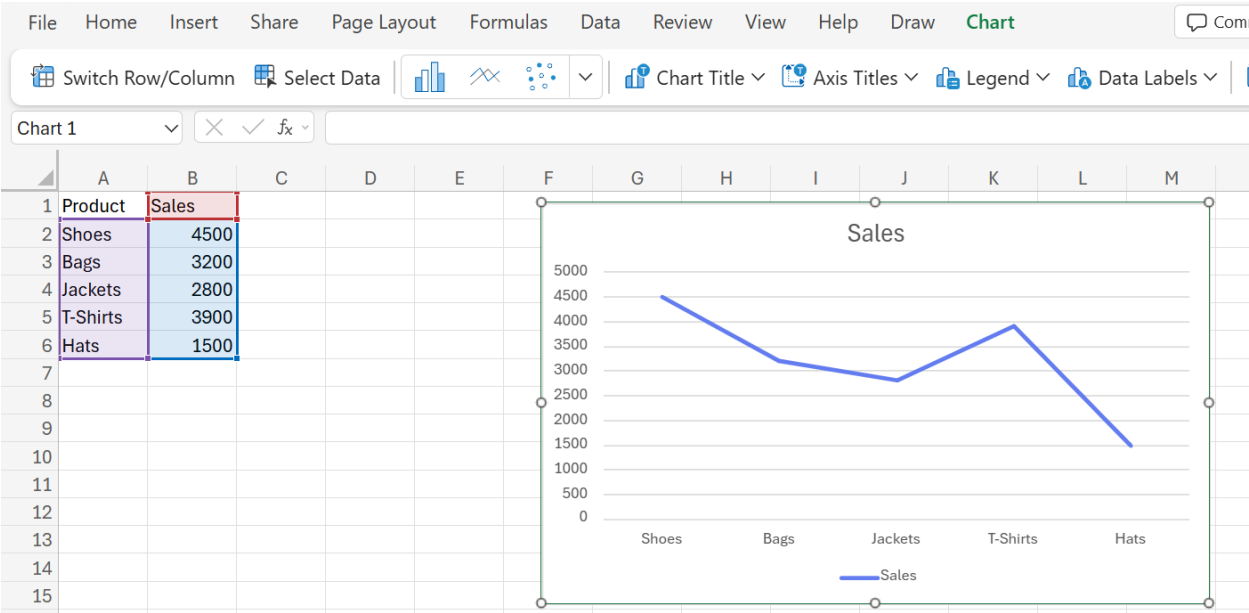 File Home Insert Share Page Layout Formulas Data Review View Help Draw Chart
Switch Row/Column Select Data Chart Title Axis Titles Legend Data Labels
Chart 1 fx
A B C D E F G H I J K L M
1 Product Sales
2 Shoes 4500
3 Bags 3200
4 Jackets 2800
5 T-Shirts 3900
6 Hats 1500
7
8
9
10
11
12
13
14
15
Sales
5000
4500
4000
3500
3000
2500
2000
1500
1000
500
0
Shoes Bags Jackets T-Shirts Hats
Sales